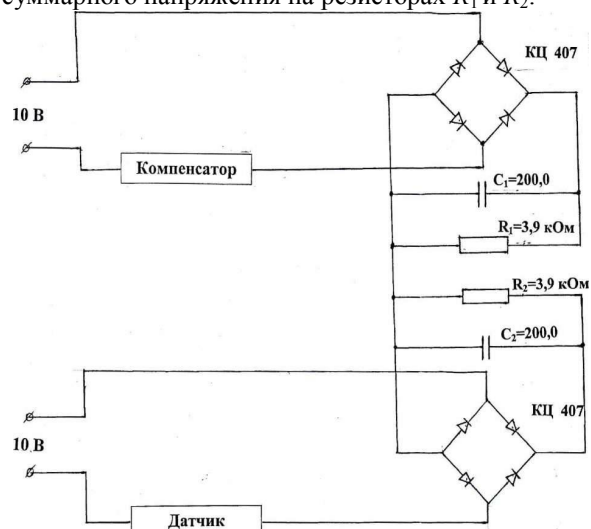 суммарного напряжения на резисторах R₁ и R₂.
КЦ 407
10 В
Компенсатор
C₁=200,0
R₁=3,9 кОм
R₂=3,9 кОм
C₂=200,0
КЦ 407
10 В
Датчик